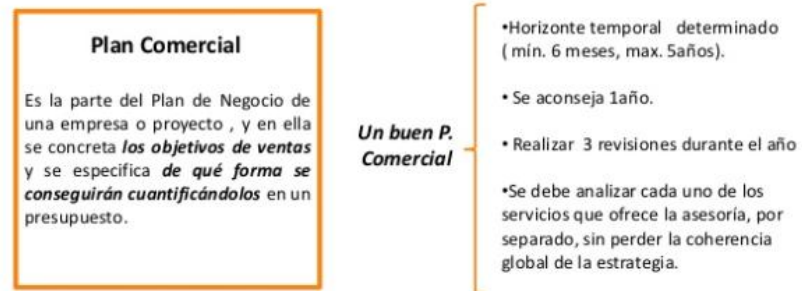 Plan Comercial
Es la parte del Plan de Negocio de
una empresa o proyecto , y en ella
se concreta los objetivos de ventas
y se especifica de qué forma se
conseguirán cuantificándolos en un
presupuesto.
Un buen P.
Comercial
•Horizonte temporal determinado
( mín. 6 meses, max. 5años).
• Se aconseja 1año.
• Realizar 3 revisiones durante el año
•Se debe analizar cada uno de los
servicios que ofrece la asesoría, por
separado, sin perder la coherencia
global de la estrategia.